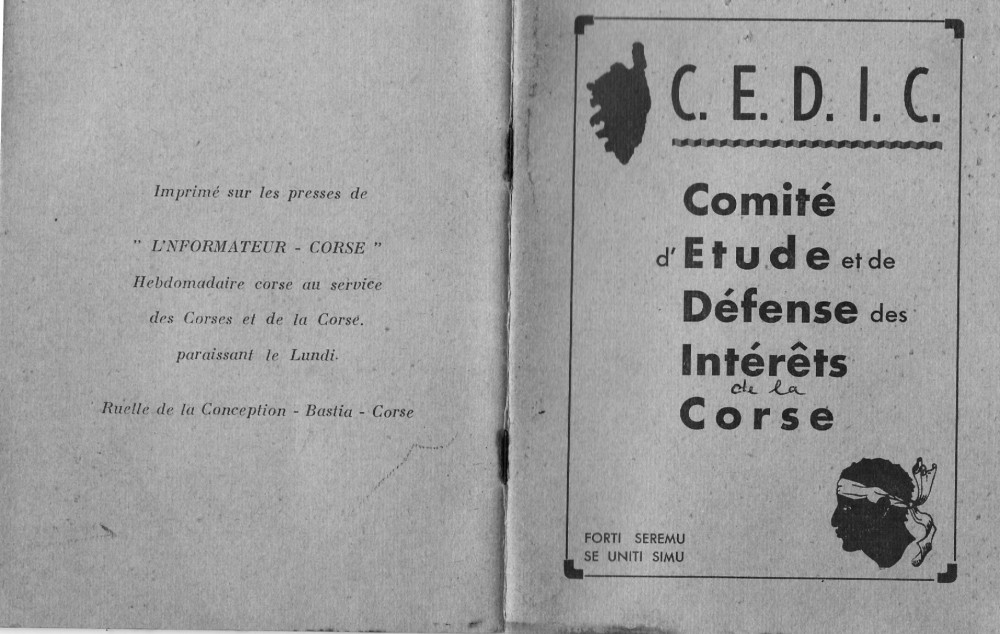 Imprimé sur les presses de
" L'NFORMATEUR - CORSE "
Hebdomadaire corse au service
des Corses et de la Corse.
paraissant le Lundi.
Ruelle de la Conception - Bastia - Corse
C. E. D. I. C.
Comité
d'Etude et de
Défense des
Intérêts
de la
Corse
FORTI SEREMU
SE UNITI SIMU